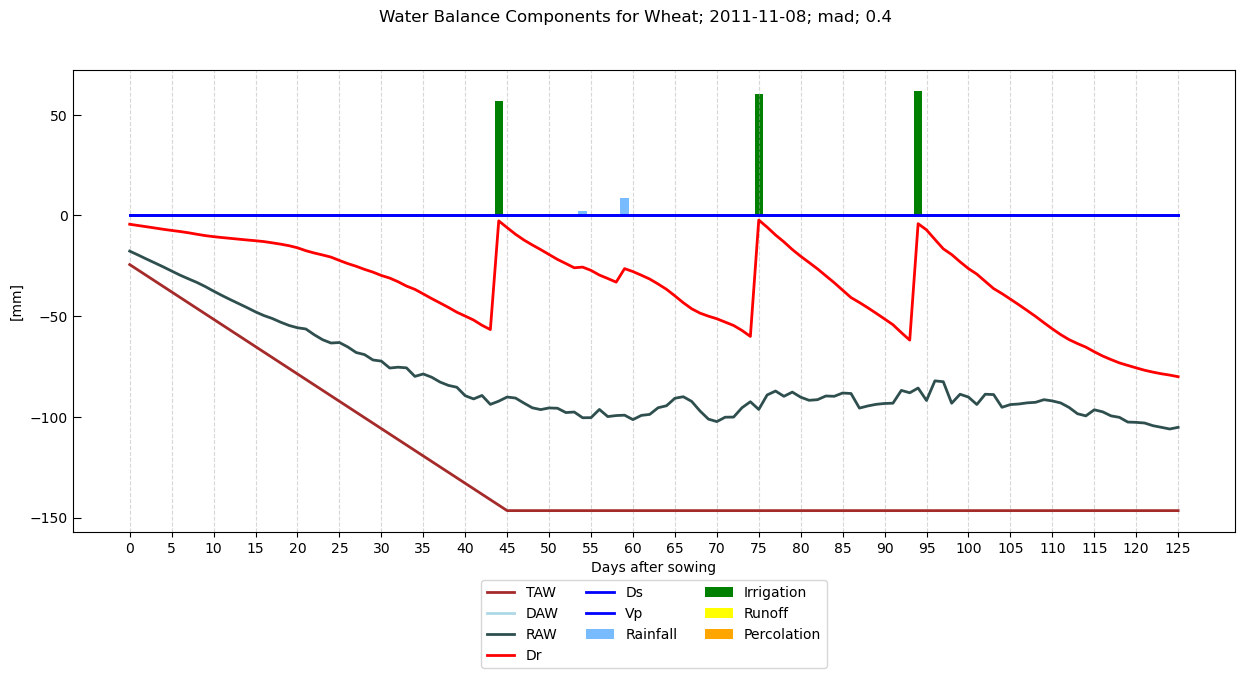 Water Balance Components for Wheat; 2011-11-08; mad; 0.4
50
0
−50
−100
−150
[mm]
0 5 10 15 20 25 30 35 40 45 50 55 60 65 70 75 80 85 90 95 100 105 110 115 120 125
Days after sowing
TAW Ds Irrigation
DAW Vp Runoff
RAW Rainfall Percolation
Dr